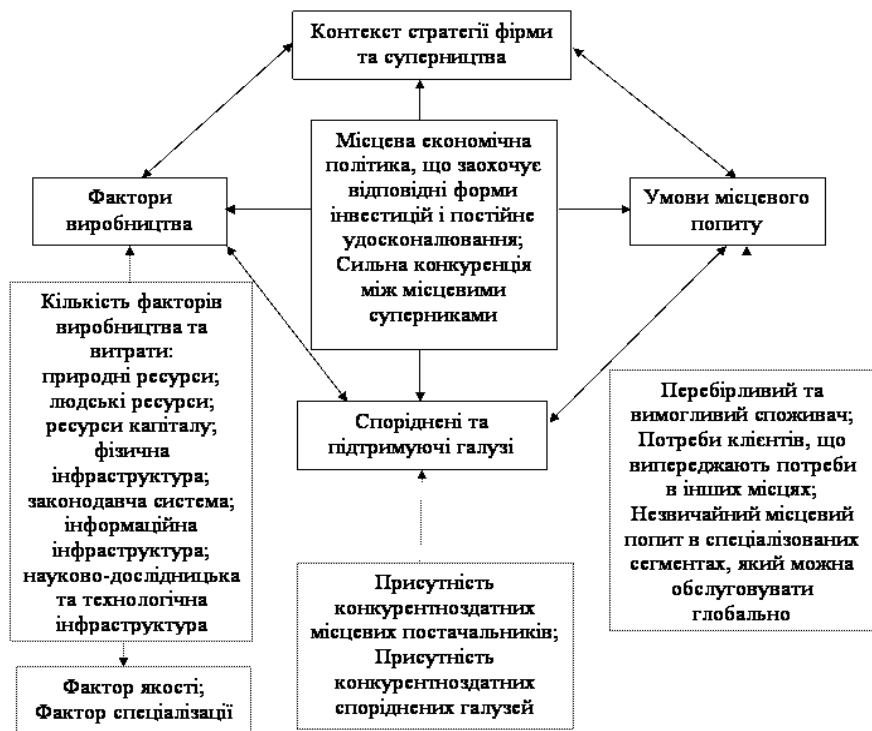 Контекст стратегії фірми
та суперництва
Місцева економічна
політика, що заохочує
відповідні форми
інвестицій і постійне
удосконалювання;
Сильна конкуренція
між місцевими
суперниками
Фактори
виробництва
Умови місцевого
попиту
Кількість факторів
виробництва та
витрати:
природні ресурси;
людські ресурси;
ресурси капіталу;
фізична
інфраструктура;
законодавча система;
інформаційна
інфраструктура;
науково-дослідницька
та технологічна
інфраструктура
Споріднені та
підтримуючі галузі
Перебірливий та
вимогливий споживач;
Потреби клієнтів, що
випереджають потреби
в інших місцях;
Незвичайний місцевий
попит в спеціалізованих
сегментах, який можна
обслуговувати
глобально
Присутність
конкурентноздатних
місцевих постачальників;
Присутність
конкурентноздатних
споріднених галузей
Фактор якості;
Фактор спеціалізації